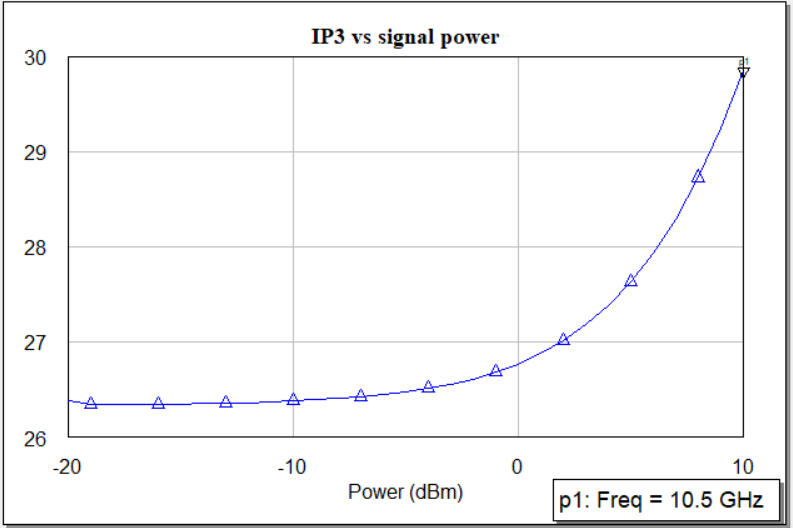 IP3 vs signal power
30
p1
29
28
27
26
-20
-10
0
10
Power (dBm)
p1: Freq = 10.5 GHz